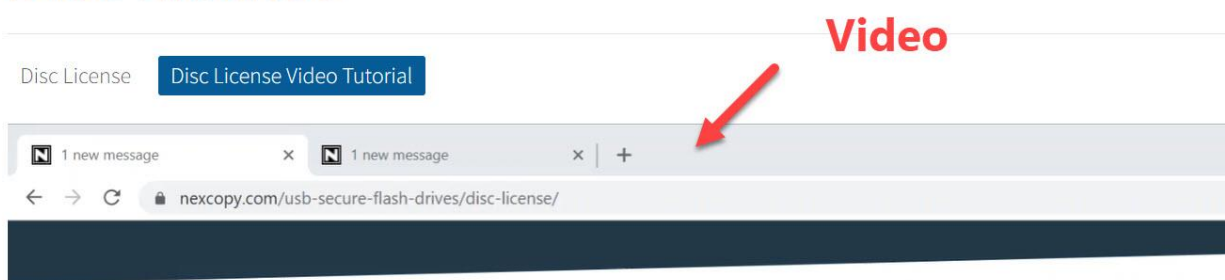 Video
Disc License Disc License Video Tutorial
1 new message 1 new message
nexcopy.com/usb-secure-flash-drives/disc-license/